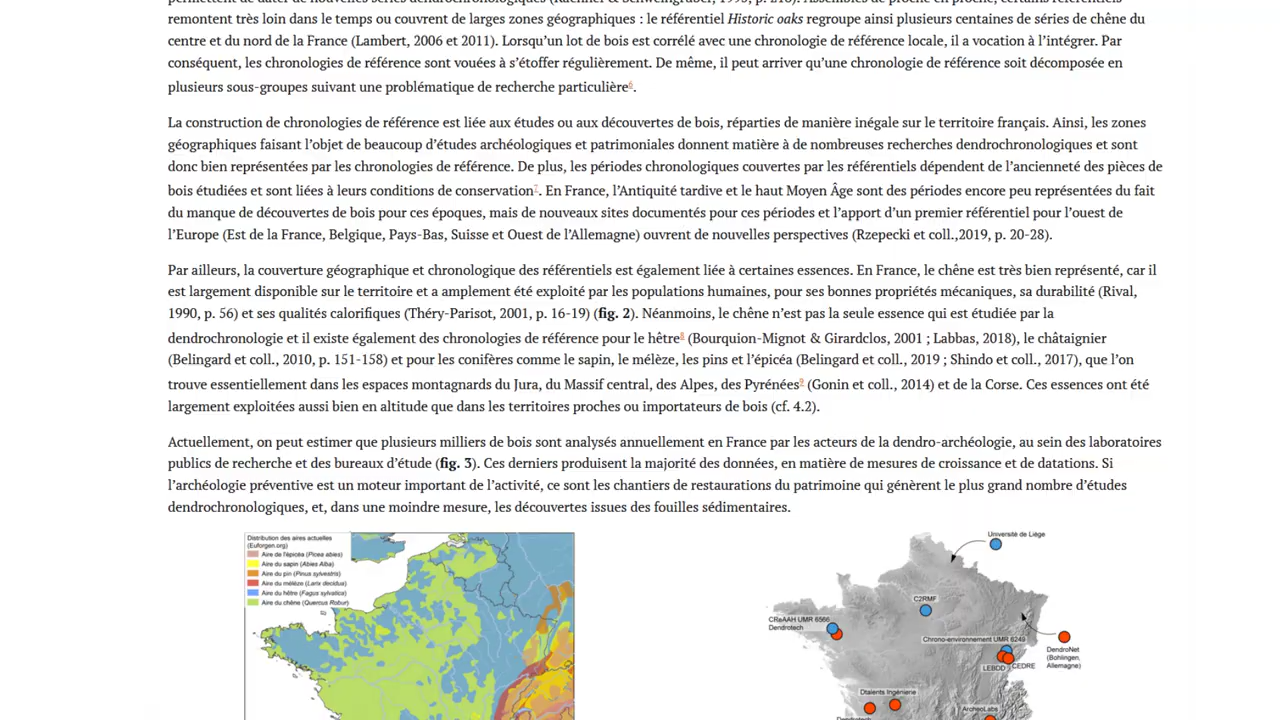 remontent très loin dans le temps ou couvrent de larges zones géographiques : le référentiel Historic oaks regroupe ainsi plusieurs centaines de séries de chêne du
centre et du nord de la France (Lambert, 2006 et 2011). Lorsqu’un lot de bois est corrélé avec une chronologie de référence locale, il a vocation à l’intégrer. Par
conséquent, les chronologies de référence sont vouées à s’étoffer régulièrement. De même, il peut arriver qu’une chronologie de référence soit décomposée en
plusieurs sous-groupes suivant une problématique de recherche particulière6.
La construction de chronologies de référence est liée aux études ou aux découvertes de bois, réparties de manière inégale sur le territoire français. Ainsi, les zones
géographiques faisant l’objet de beaucoup d’études archéologiques et patrimoniales donnent matière à de nombreuses recherches dendrochronologiques et sont
donc bien représentées par les chronologies de référence. De plus, les périodes chronologiques couvertes par les référentiels dépendent de l’ancienneté des pièces de
bois étudiées et sont liées à leurs conditions de conservation7. En France, l’Antiquité tardive et le haut Moyen Âge sont des périodes encore peu représentées du fait
du manque de découvertes de bois pour ces époques, mais de nouveaux sites documentés pour ces périodes et l’apport d’un premier référentiel pour l’ouest de
l’Europe (Est de la France, Belgique, Pays-Bas, Suisse et Ouest de l’Allemagne) ouvrent de nouvelles perspectives (Rzepecki et coll.,2019, p. 20-28).
Par ailleurs, la couverture géographique et chronologique des référentiels est également liée à certaines essences. En France, le chêne est très bien représenté, car il
est largement disponible sur le territoire et a amplement été exploité par les populations humaines, pour ses bonnes propriétés mécaniques, sa durabilité (Rival,
1990, p. 56) et ses qualités calorifiques (Théry-Parisot, 2001, p. 16-19) (fig. 2). Néanmoins, le chêne n’est pas la seule essence qui est étudiée par la
dendrochronologie et il existe également des chronologies de référence pour le hêtre8 (Bourquion-Mignot & Girardclos, 2001 ; Labbas, 2018), le châtaignier
(Belingard et coll., 2010, p. 151-158) et pour les conifères comme le sapin, le mélèze, les pins et l’épicéa (Belingard et coll., 2019 ; Shindo et coll., 2017), que l’on
trouve essentiellement dans les espaces montagnards du Jura, du Massif central, des Alpes, des Pyrénées9 (Gonin et coll., 2014) et de la Corse. Ces essences ont été
largement exploitées aussi bien en altitude que dans les territoires proches ou importateurs de bois (cf. 4.2).
Actuellement, on peut estimer que plusieurs milliers de bois sont analysés annuellement en France par les acteurs de la dendro-archéologie, au sein des laboratoires
publics de recherche et des bureaux d’étude (fig. 3). Ces derniers produisent la majorité des données, en matière de mesures de croissance et de datations. Si
l’archéologie préventive est un moteur important de l’activité, ce sont les chantiers de restaurations du patrimoine qui génèrent le plus grand nombre d’études
dendrochronologiques, et, dans une moindre mesure, les découvertes issues des fouilles sédimentaires.
Distribution des aires actuelles
(Euforgen.org)
Aire de l'épicéa (Picea abies)
Aire du sapin (Abies Alba)
Aire du pin (Pinus sylvestris)
Aire du mélèze (Larix decidua)
Aire du hêtre (Fagus sylvatica)
Aire du chêne (Quercus Robur)
Université de Liège
C2RMF
CReAAH UMR 6566
Dendrotech
Chrono-environnement UMR 6249
LEBDD
CEDRE
DendroNet
(Bohlingen,
Allemagne)
Dtalents Ingénierie
ArcheoLabs
Dendrotech